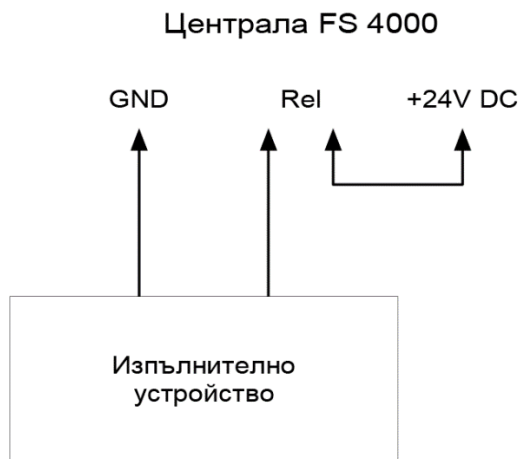 Централа FS 4000
GND Rel +24V DC
Изпълнително
устройство